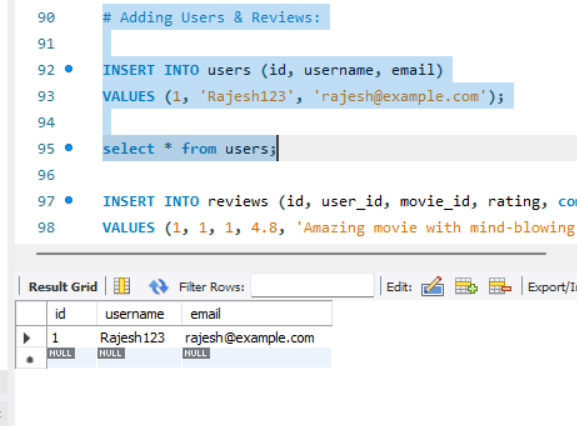 90 # Adding Users & Reviews:
91
92 INSERT INTO users (id, username, email)
93 VALUES (1, 'Rajesh123', 'rajesh@example.com');
94
95 select * from users;
96
97 INSERT INTO reviews (id, user_id, movie_id, rating,
98 VALUES (1, 1, 1, 4.8, 'Amazing movie with mind-blowing
Result Grid Filter Rows: Edit: Export/
id username email
1 Rajesh123 rajesh@example.com
NULL NULL NULL